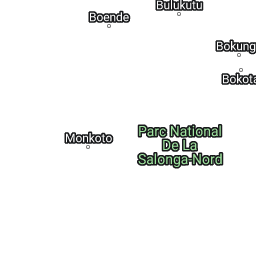 Bulukutu
Boende
Bokung
Bokota
Monkoto
Parc National
De La
Salonga-Nord